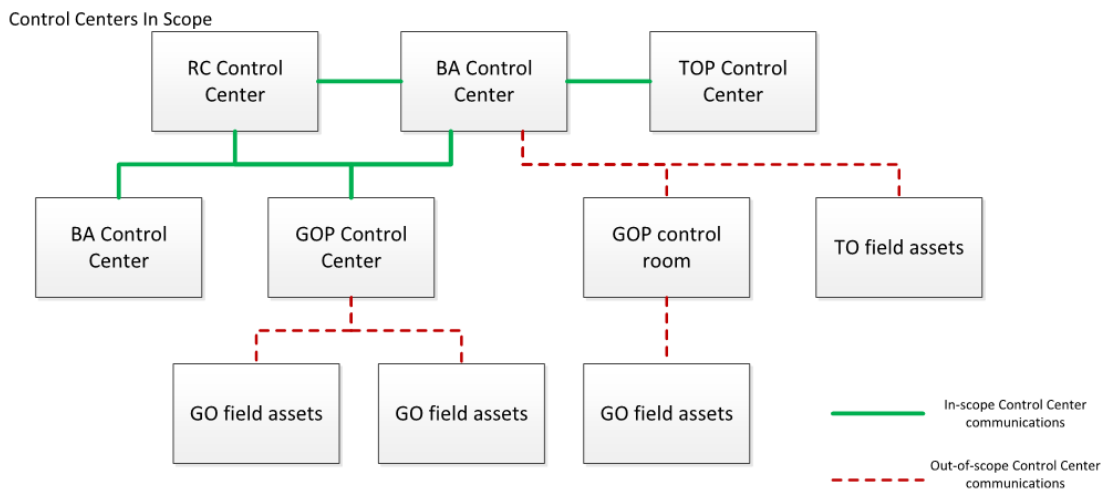 Control Centers In Scope
RC Control
Center
BA Control
Center
TOP Control
Center
BA Control
Center
GOP Control
Center
GOP control
room
TO field assets
GO field assets
GO field assets
GO field assets
In-scope Control Center
communications
Out-of-scope Control Center
communications